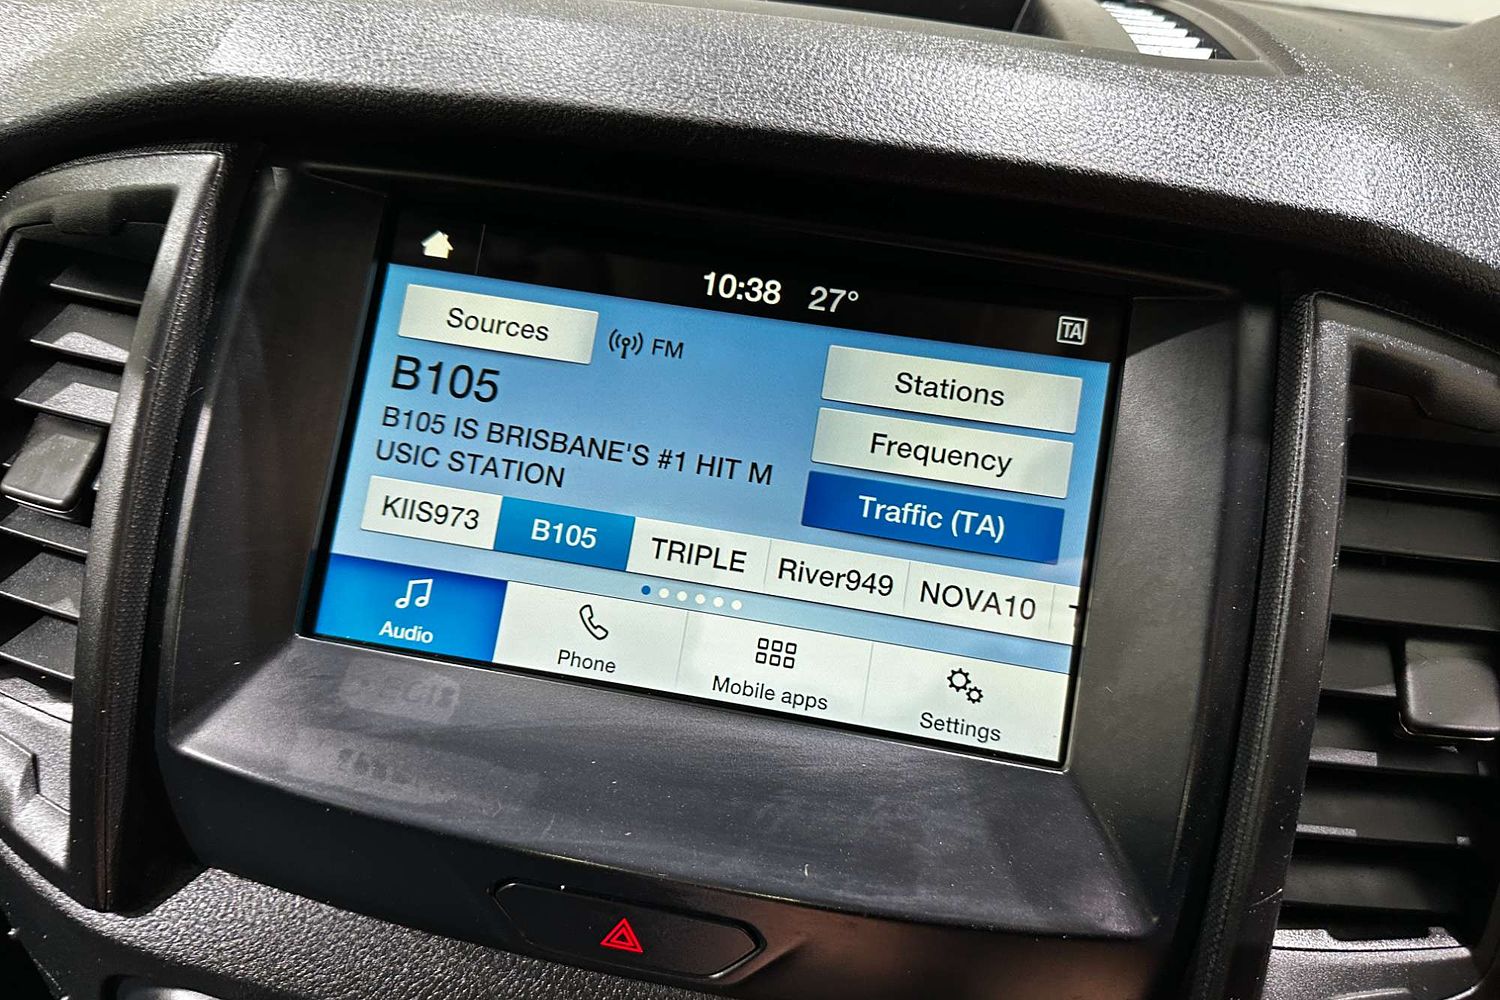 10:38 27°
TA
Sources
FM
Stations
B105
B105 IS BRISBANE'S #1 HIT M
USIC STATION
Frequency
Traffic (TA)
KIIS973 B105 TRIPLE River949 NOVA10
Audio Phone Mobile apps Settings